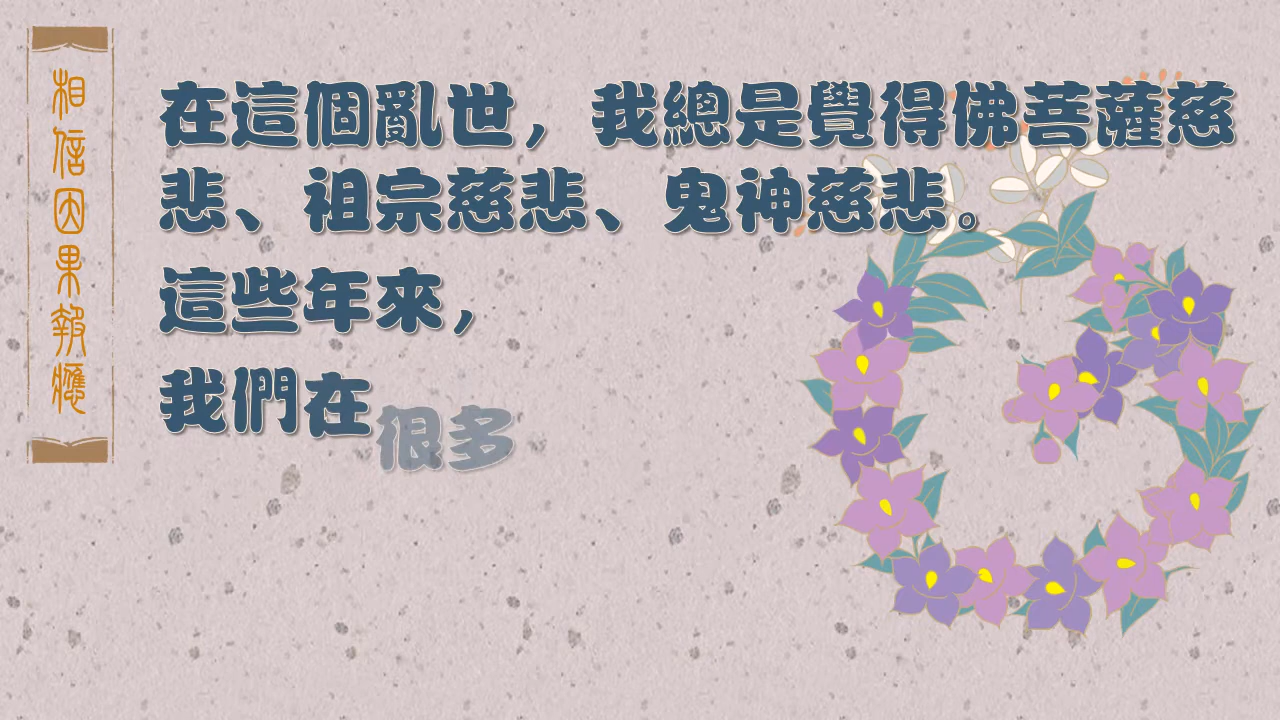 相信因果報應
在這個亂世，我總是覺得佛菩薩慈
悲、祖宗慈悲、鬼神慈悲。
這些年來，
我們在很多